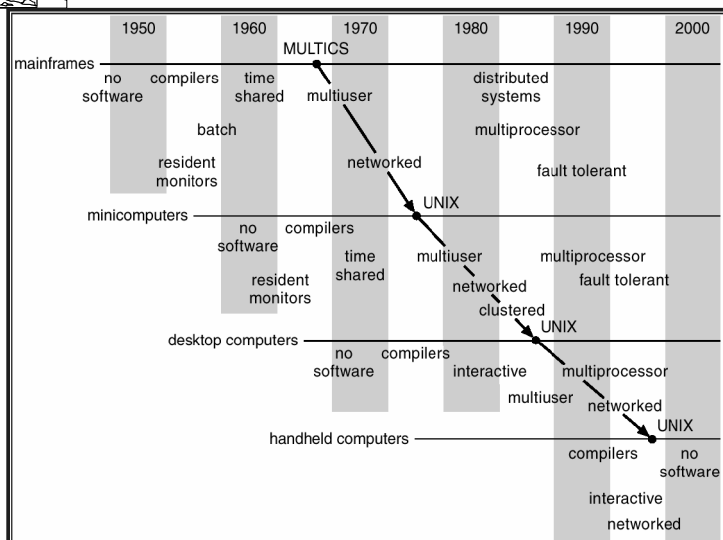 1950 1960 1970 1980 1990 2000
MULTICS
mainframes
no compilers time distributed
software shared multiuser systems
batch multiprocessor
resident networked fault tolerant
monitors
UNIX
minicomputers
no compilers
software
time multiuser multiprocessor
shared
resident networked fault tolerant
monitors
clustered
UNIX
desktop computers
no compilers
software interactive multiprocessor
multiuser networked
UNIX
handheld computers
compilers no
software
interactive
networked